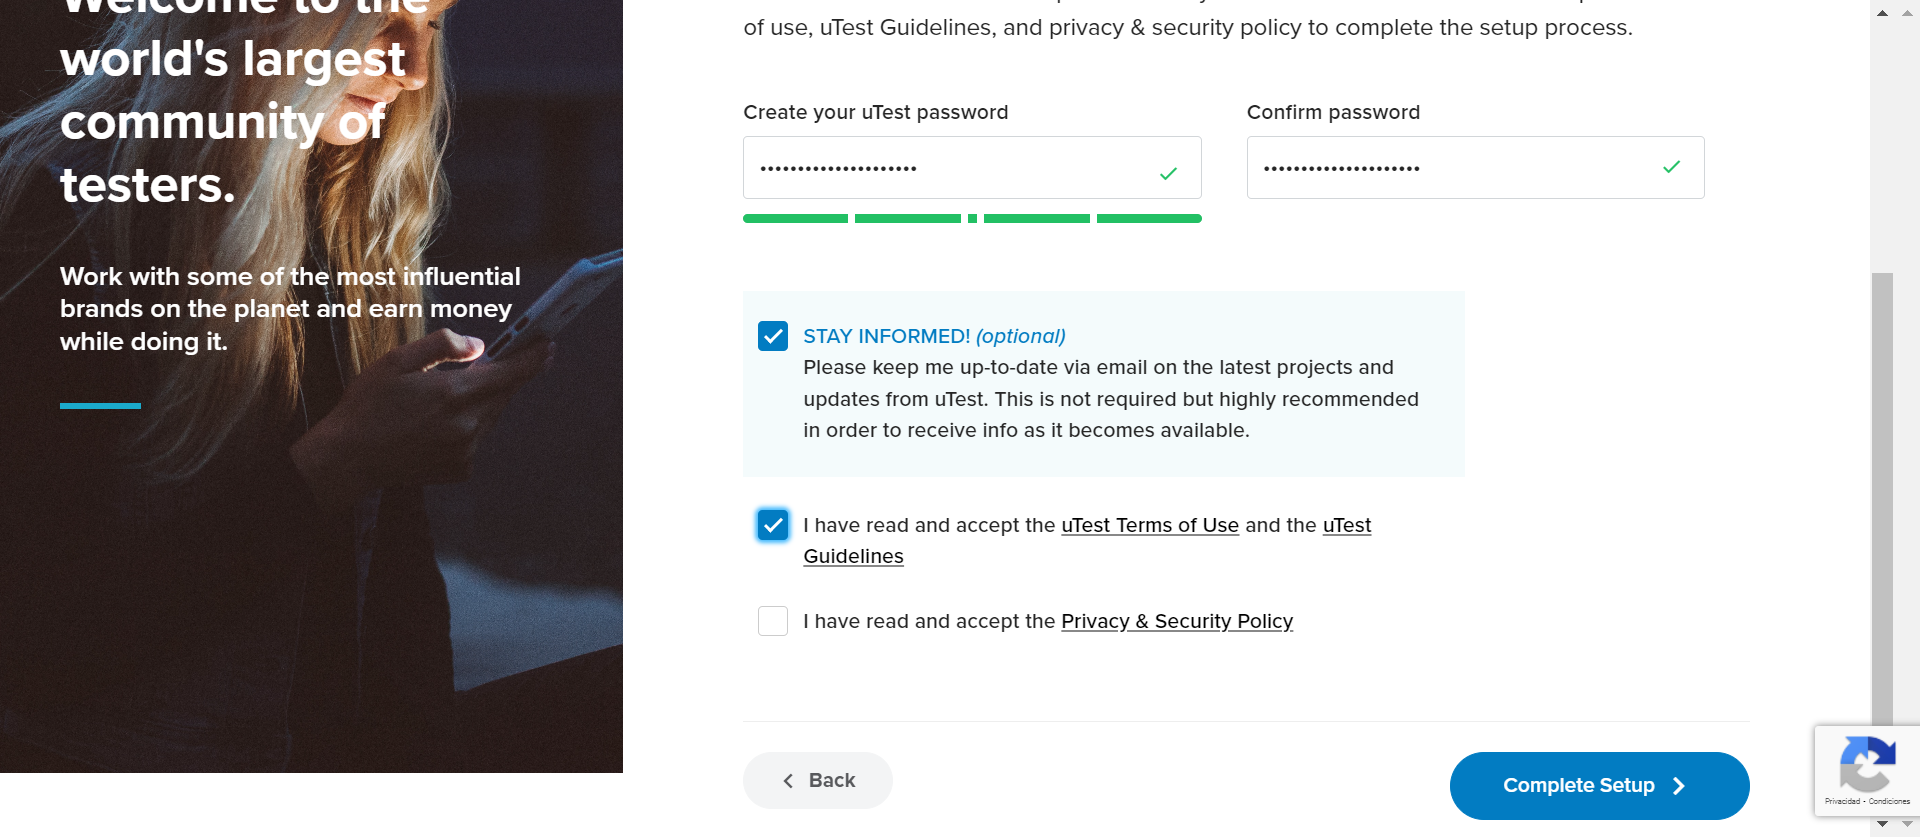 Welcome to the
world's largest
community of
testers.
Work with some of the most influential
brands on the planet and earn money
while doing it.
of use, uTest Guidelines, and privacy & security policy to complete the setup process.
Create your uTest password
Confirm password
STAY INFORMED! (optional)
Please keep me up-to-date via email on the latest projects and
updates from uTest. This is not required but highly recommended
in order to receive info as it becomes available.
I have read and accept the uTest Terms of Use and the uTest
Guidelines
I have read and accept the Privacy & Security Policy
Back
Complete Setup
Privacidad - Condiciones